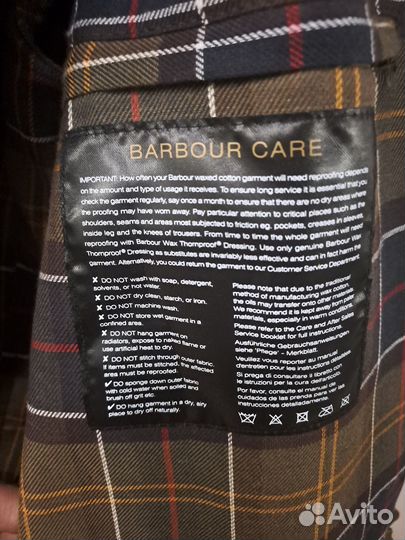 BARBOUR CARE
IMPORTANT: How often your Barbour waxed cotton garment will need reproofing depends
on the amount and type of usage it receives. To ensure long service it is essential that you
check the garment regularly, say once a month to ensure that there are no dry areas where
the proofing may have worn away. Pay particular attention to critical places such as the
shoulders, seams and areas most subjected to friction eg. pockets, creases in sleeves,
inside leg and the knees of trousers. From time to time the whole garment will need
reproofing with Barbour Wax Thornproof® Dressing. Use only genuine Barbour wax
Thornproof® Dressing as substitutes are invariably less effective and can in fact harm the
garment. Alternatively, you could return the garment to our Customer Service Department.
✘ DO NOT wash with soap, detergent,
solvents, or hot water.
✘ DO NOT dry clean, starch, or iron.
✘ DO NOT machine wash.
✘ DO NOT store wet garment in a
confined area.
✘ DO NOT hang garment on
radiators, expose to naked flame or
use artificial heat to dry.
✘ DO NOT stitch through outer fabric.
If items must be stitched, the affected
area must be reproofed.
✔ DO sponge down outer fabric
with cold water when soiled and
brush off grit etc.
✔ DO hang garment in a dry, airy
place to dry off naturally.
Please note that due to the traditional
method of manufacturing wax cotton,
the oils may transfer onto other materials.
We recommend it is kept away from paler
materials, especially in warm conditions.
Please refer to the Care and After Sales
Service booklet for full instructions.
Ausführliche Gebrauchsanweisungen
siehe 'Pflege' - Merkblatt.
Veuillez vous reporter au manuel
d'entretien pour les instructions
Si prega di consultare il libretto con
le istruzioni per la cura dell'
Por favor, consultar el manual de
cuidados de las prendas para ver las
instrucciones detalladas.
Avito